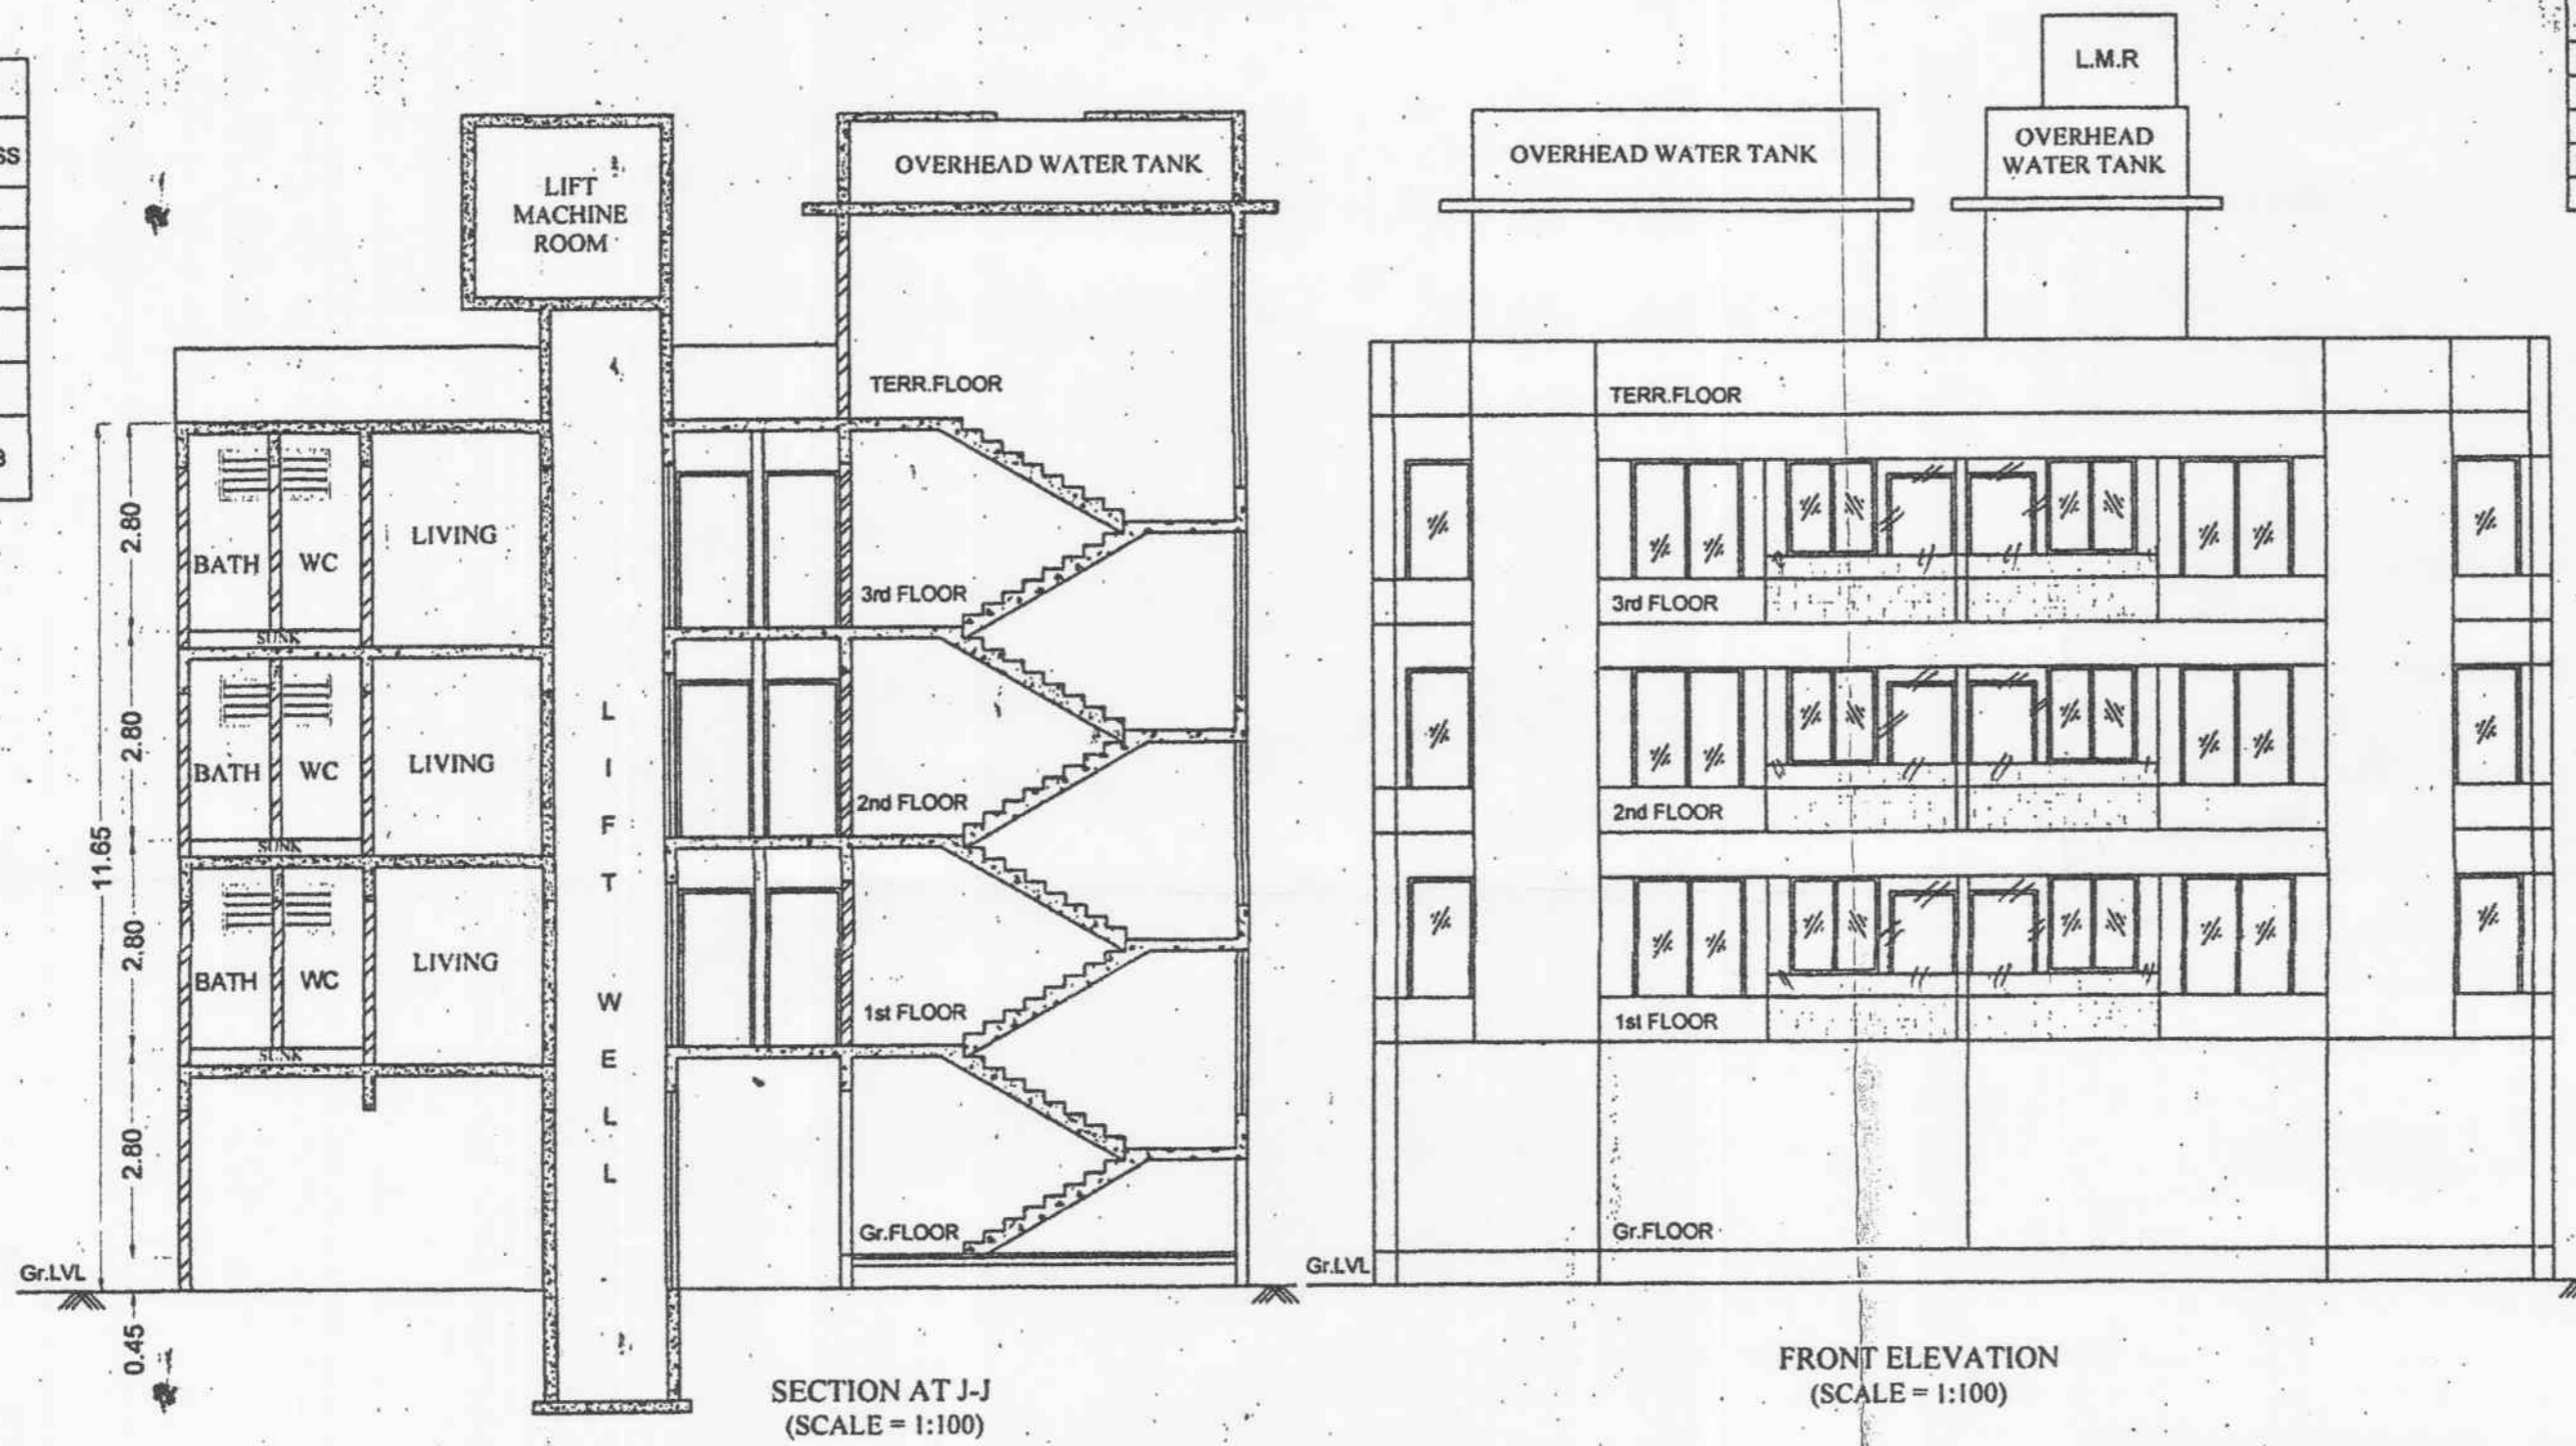 SS
B
LIFT
MACHINE
ROOM
OVERHEAD WATER TANK
TERR.FLOOR
BATH
WC
LIVING
SUNK
3rd FLOOR
BATH
WC
LIVING
SUNK
2nd FLOOR
BATH
WC
LIVING
SUNK
1st FLOOR
Gr.FLOOR
LIFT WELL
2.80
2.80
2.80
2.80
11.65
0.45
Gr.LVL
SECTION AT J-J
(SCALE = 1:100)
L.M.R
OVERHEAD WATER TANK
OVERHEAD
WATER TANK
TERR.FLOOR
3rd FLOOR
2nd FLOOR
1st FLOOR
Gr.FLOOR
Gr.LVL
FRONT ELEVATION
(SCALE = 1:100)